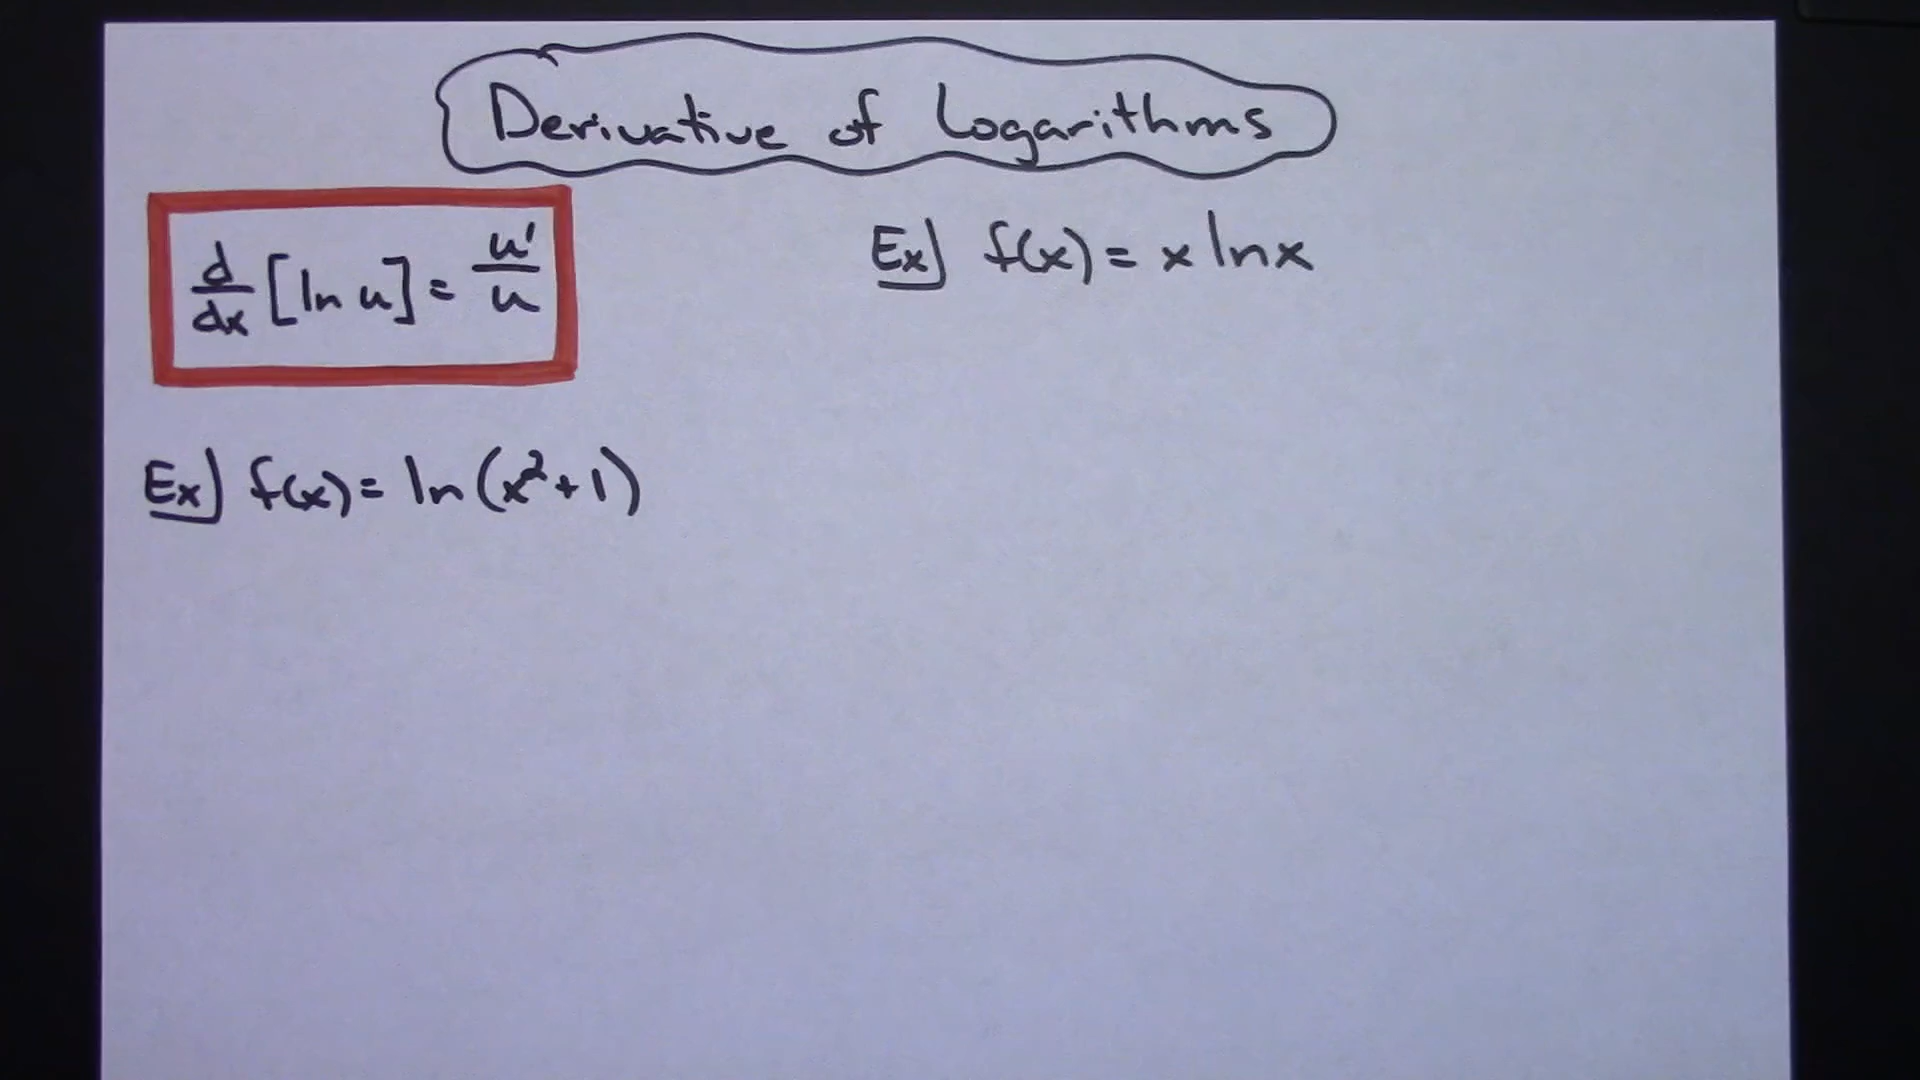 Derivative of Logarithms
d/dx [ln u] = u'/u
Ex] f(x) = x ln x
Ex] f(x) = ln (x² + 1)